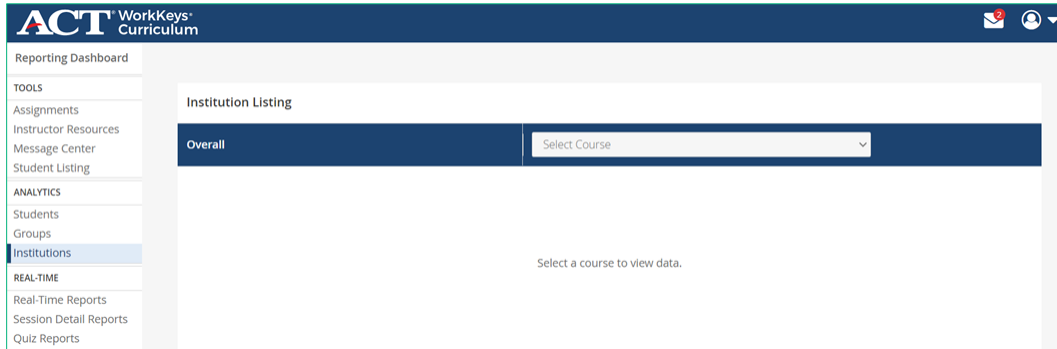 ACT® WorkKeys®
Curriculum
2
Reporting Dashboard
TOOLS
Assignments
Instructor Resources
Message Center
Student Listing
ANALYTICS
Students
Groups
Institutions
REAL-TIME
Real-Time Reports
Session Detail Reports
Quiz Reports
Institution Listing
Overall
Select Course
Select a course to view data.